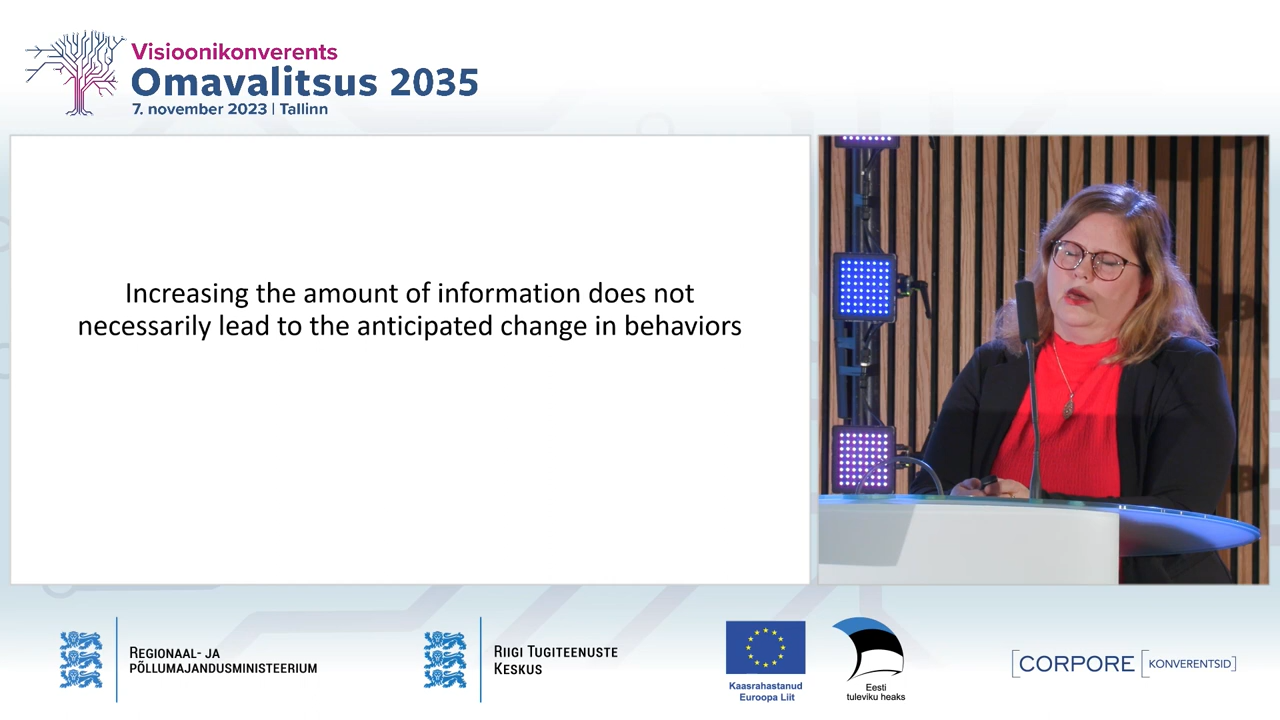 Visioonikonverents
Omavalitsus 2035
7. november 2023 | Tallinn
Increasing the amount of information does not
necessarily lead to the anticipated change in behaviors
REGIONAAL- JA
PÕLLUMAJANDUSMINISTEERIUM
RIIGI TUGITEENUSTE
KESKUS
Kaasrahastanud
Euroopa Liit
Eesti
tuleviku heaks
[CORPORE [KONVERENTSID]